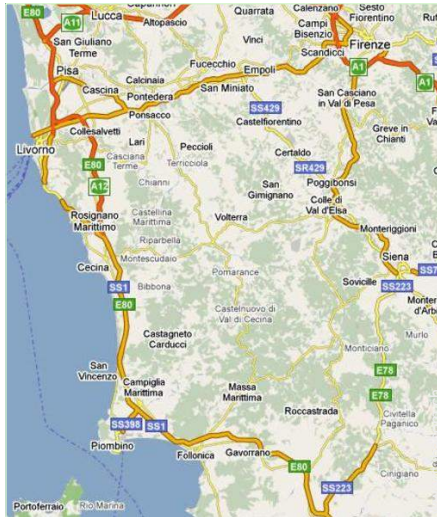 E80
Lucca
Altopascio
Quarrata
Calenzano
Sesto
Fiorentino
A11
Campi
Bisenzio
San Giuliano
Terme
Vinci
Firenze
Scandicci
Fucecchio
Pisa
Calcinaia
Empoli
A1
Cascina
Pontedera
San Miniato
San Casciano
in Val di Pesa
A1
Ponsacco
SS429
Collesalvetti
Castelfiorentino
Greve in
Chianti
Livorno
Lari
Peccioli
Casciana
Terme
Terricciola
Certaldo
E80
SR429
Chianni
San
Gimignano
Poggibonsi
A12
Colle di
Val d'Elsa
Rosignano
Marittimo
Castellina
Marittima
Volterra
Monteriggioni
Riparbella
Montescudaio
Siena
Cecina
Pomarance
SS1
Bibbona
Sovicille
SS223
E80
Castelnuovo di
Val di Cecina
Castagneto
Carducci
Murlo
Monticiano
San
Vincenzo
E78
Campiglia
Marittima
Massa
Marittima
E78
Roccastrada
Civitella
Paganico
SS398
SS1
Piombino
Follonica
Gavorrano
E80
Cinigiano
SS223
Portoferraio
Rio Marina